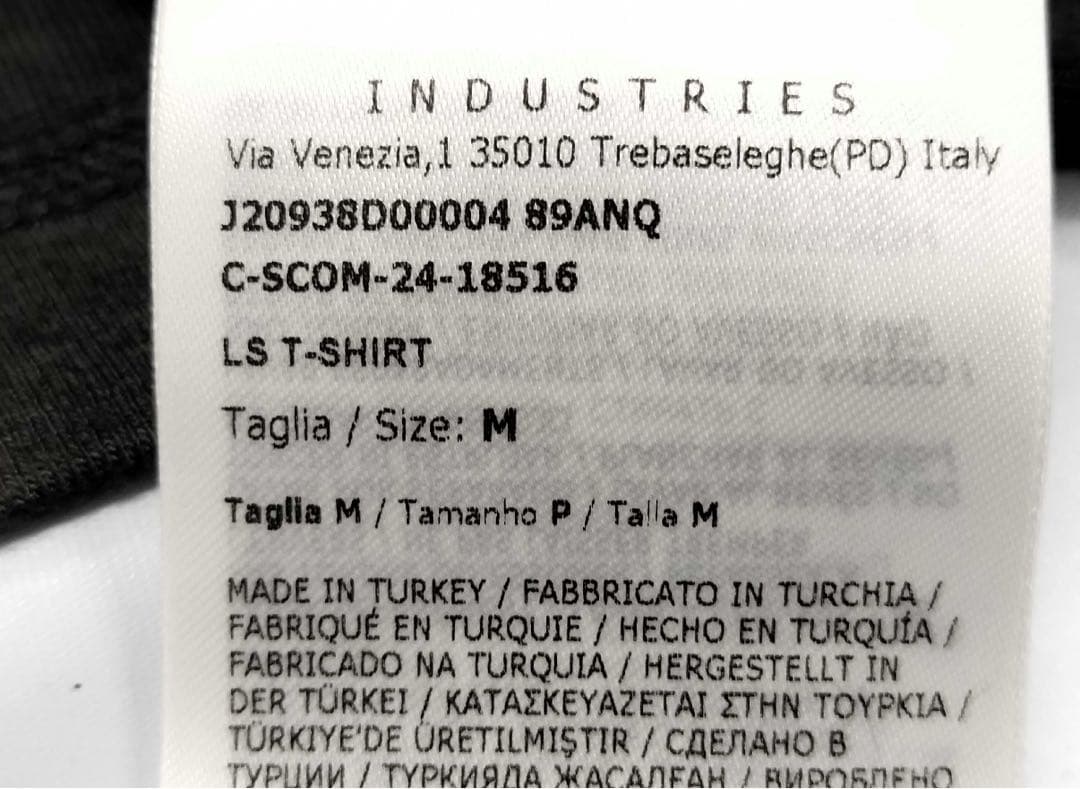 INDUSTRIES
Via Venezia,1 35010 Trebaseleghe(PD) Italy
J20938D00004 89ANQ
C-SCOM-24-18516
LS T-SHIRT
Taglia / Size: M
Taglia M / Tamanho P / Talla M
MADE IN TURKEY / FABBRICATO IN TURCHIA /
FABRIQUÉ EN TURQUIE / HECHO EN TURQUÍA /
FABRICADO NA TURQUIA / HERGESTELLT IN
DER TÜRKEI / ΚΑΤΑΣΚΕΥΑΖΕΤΑΙ ΣΤΗΝ ΤΟΥΡΚΙΑ /
TÜRKIYE'DE ÜRETILMIŞTIR / СДЕЛАНО В
ТУРЦИИ / ТУРКИЯДА ЖАСАЛҒАН / ВИРОБЛЕНО